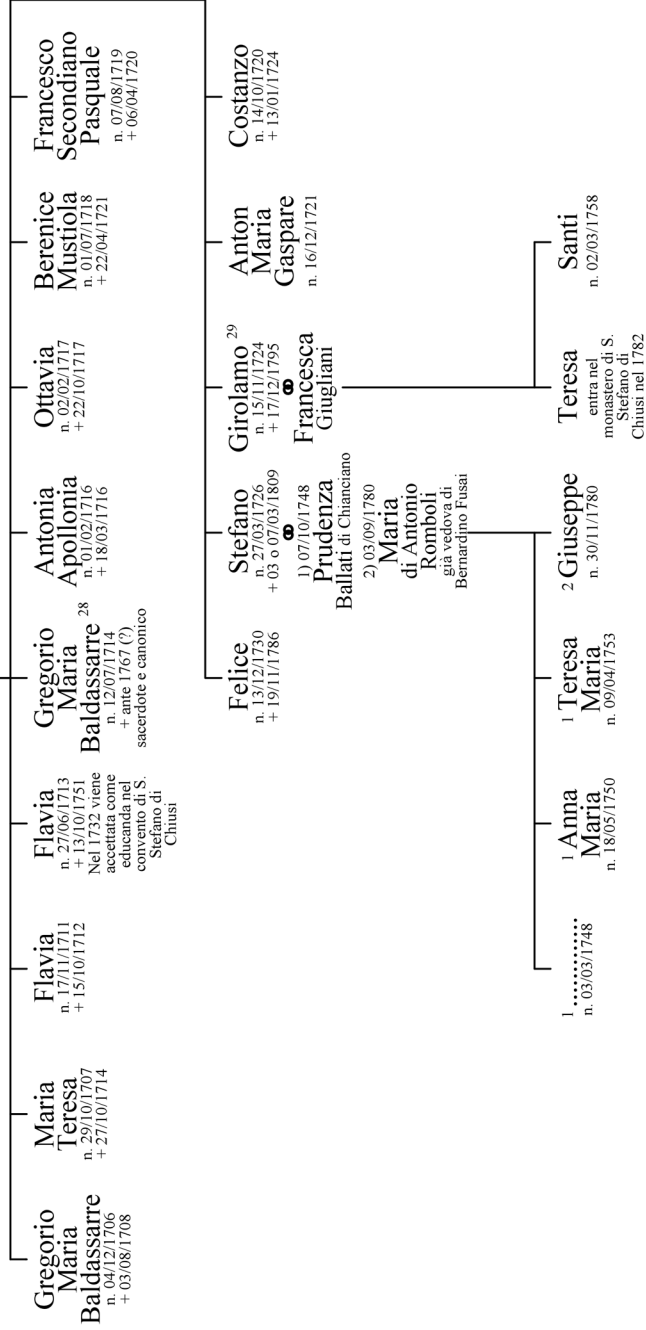 Gregorio
Maria
Baldassarre
n. 04/12/1706
+ 03/08/1708
Maria
Teresa
n. 29/10/1707
+ 27/10/1714
Flavia
n. 17/11/1711
+ 15/10/1712
Flavia
n. 27/06/1713
+ 13/10/1751
Nel 1732 viene
accettata come
educanda nel
convento di S.
Stefano di
Chiusi
Gregorio
Maria
Baldassarre 28
n. 12/07/1714
+ ante 1767 (?)
sacerdote e canonico
Antonia
Apollonia
n. 01/02/1716
+ 18/03/1716
Ottavia
n. 02/02/1717
+ 22/10/1717
Berenice
Mustiola
n. 01/07/1718
+ 22/04/1721
Francesco
Secondiano
Pasquale
n. 07/08/1719
+ 06/04/1720
Felice
n. 13/12/1730
+ 19/11/1786
Stefano
n. 27/03/1726
+ 03 o 07/03/1809
1) 07/10/1748
Prudenza
Ballati di Chianciano
2) 03/09/1780
Maria
di Antonio
Romboli
già vedova di
Bernardino Fusai
Girolamo 29
n. 15/11/1724
+ 17/12/1795
Francesca
Giugliani
Anton
Maria
Gaspare
n. 16/12/1721
Costanzo
n. 14/10/1720
+ 13/01/1724
1 ..............
n. 03/03/1748
1 Anna
Maria
n. 18/05/1750
1 Teresa
Maria
n. 09/04/1753
2 Giuseppe
n. 30/11/1780
Teresa
entra nel
monastero di S.
Stefano di
Chiusi nel 1782
Santi
n. 02/03/1758